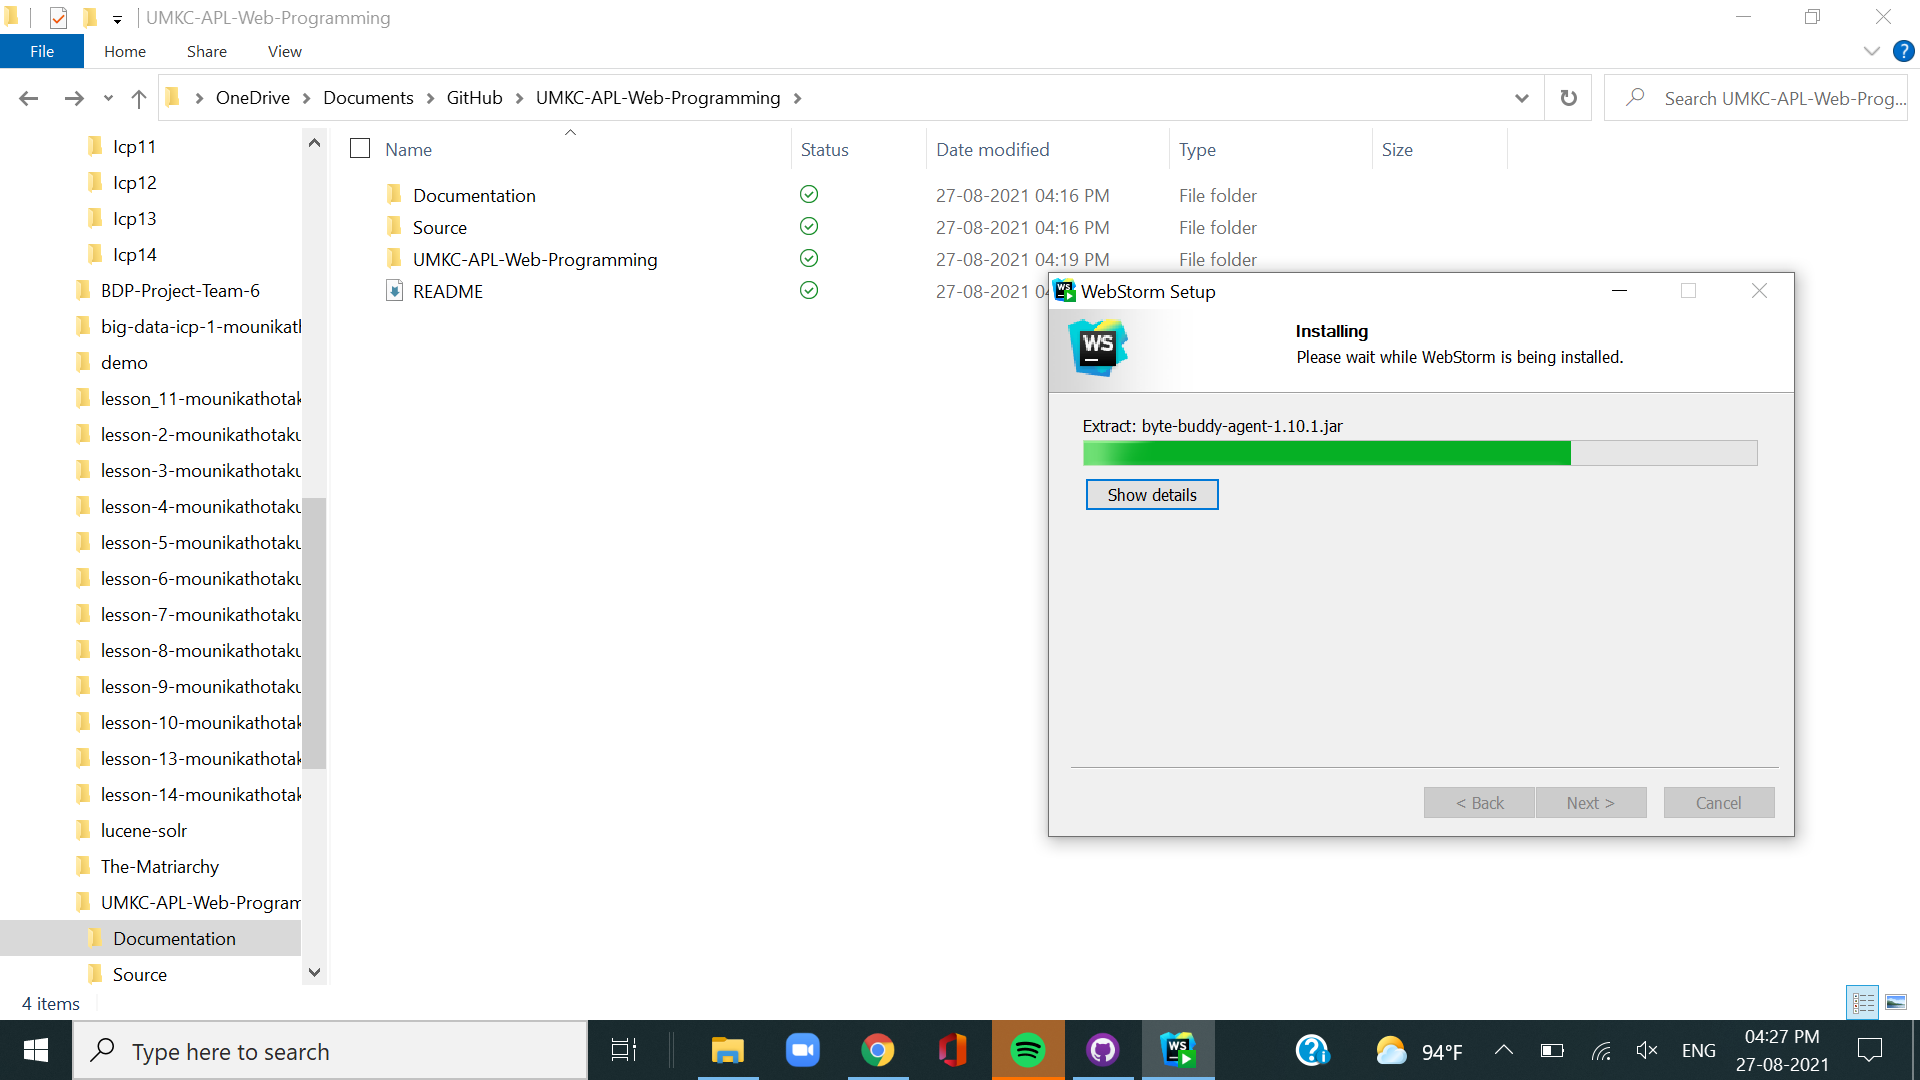 UMKC-APL-Web-Programming
File Home Share View
OneDrive Documents GitHub UMKC-APL-Web-Programming
Search UMKC-APL-Web-Prog...
Icp11
Icp12
Icp13
Icp14
BDP-Project-Team-6
big-data-icp-1-mounikatl
demo
lesson_11-mounikathotak
lesson-2-mounikathotaku
lesson-3-mounikathotaku
lesson-4-mounikathotaku
lesson-5-mounikathotaku
lesson-6-mounikathotaku
lesson-7-mounikathotaku
lesson-8-mounikathotaku
lesson-9-mounikathotaku
lesson-10-mounikathotak
lesson-13-mounikathotak
lesson-14-mounikathotak
lucene-solr
The-Matriarchy
UMKC-APL-Web-Program
Documentation
Source
Name Status Date modified Type Size
Documentation 27-08-2021 04:16 PM File folder
Source 27-08-2021 04:16 PM File folder
UMKC-APL-Web-Programming 27-08-2021 04:19 PM File folder
README 27-08-2021 04
WS WebStorm Setup
WS
Installing
Please wait while WebStorm is being installed.
Extract: byte-buddy-agent-1.10.1.jar
Show details
< Back Next > Cancel
4 items
Type here to search
WS
94°F
ENG
04:27 PM
27-08-2021